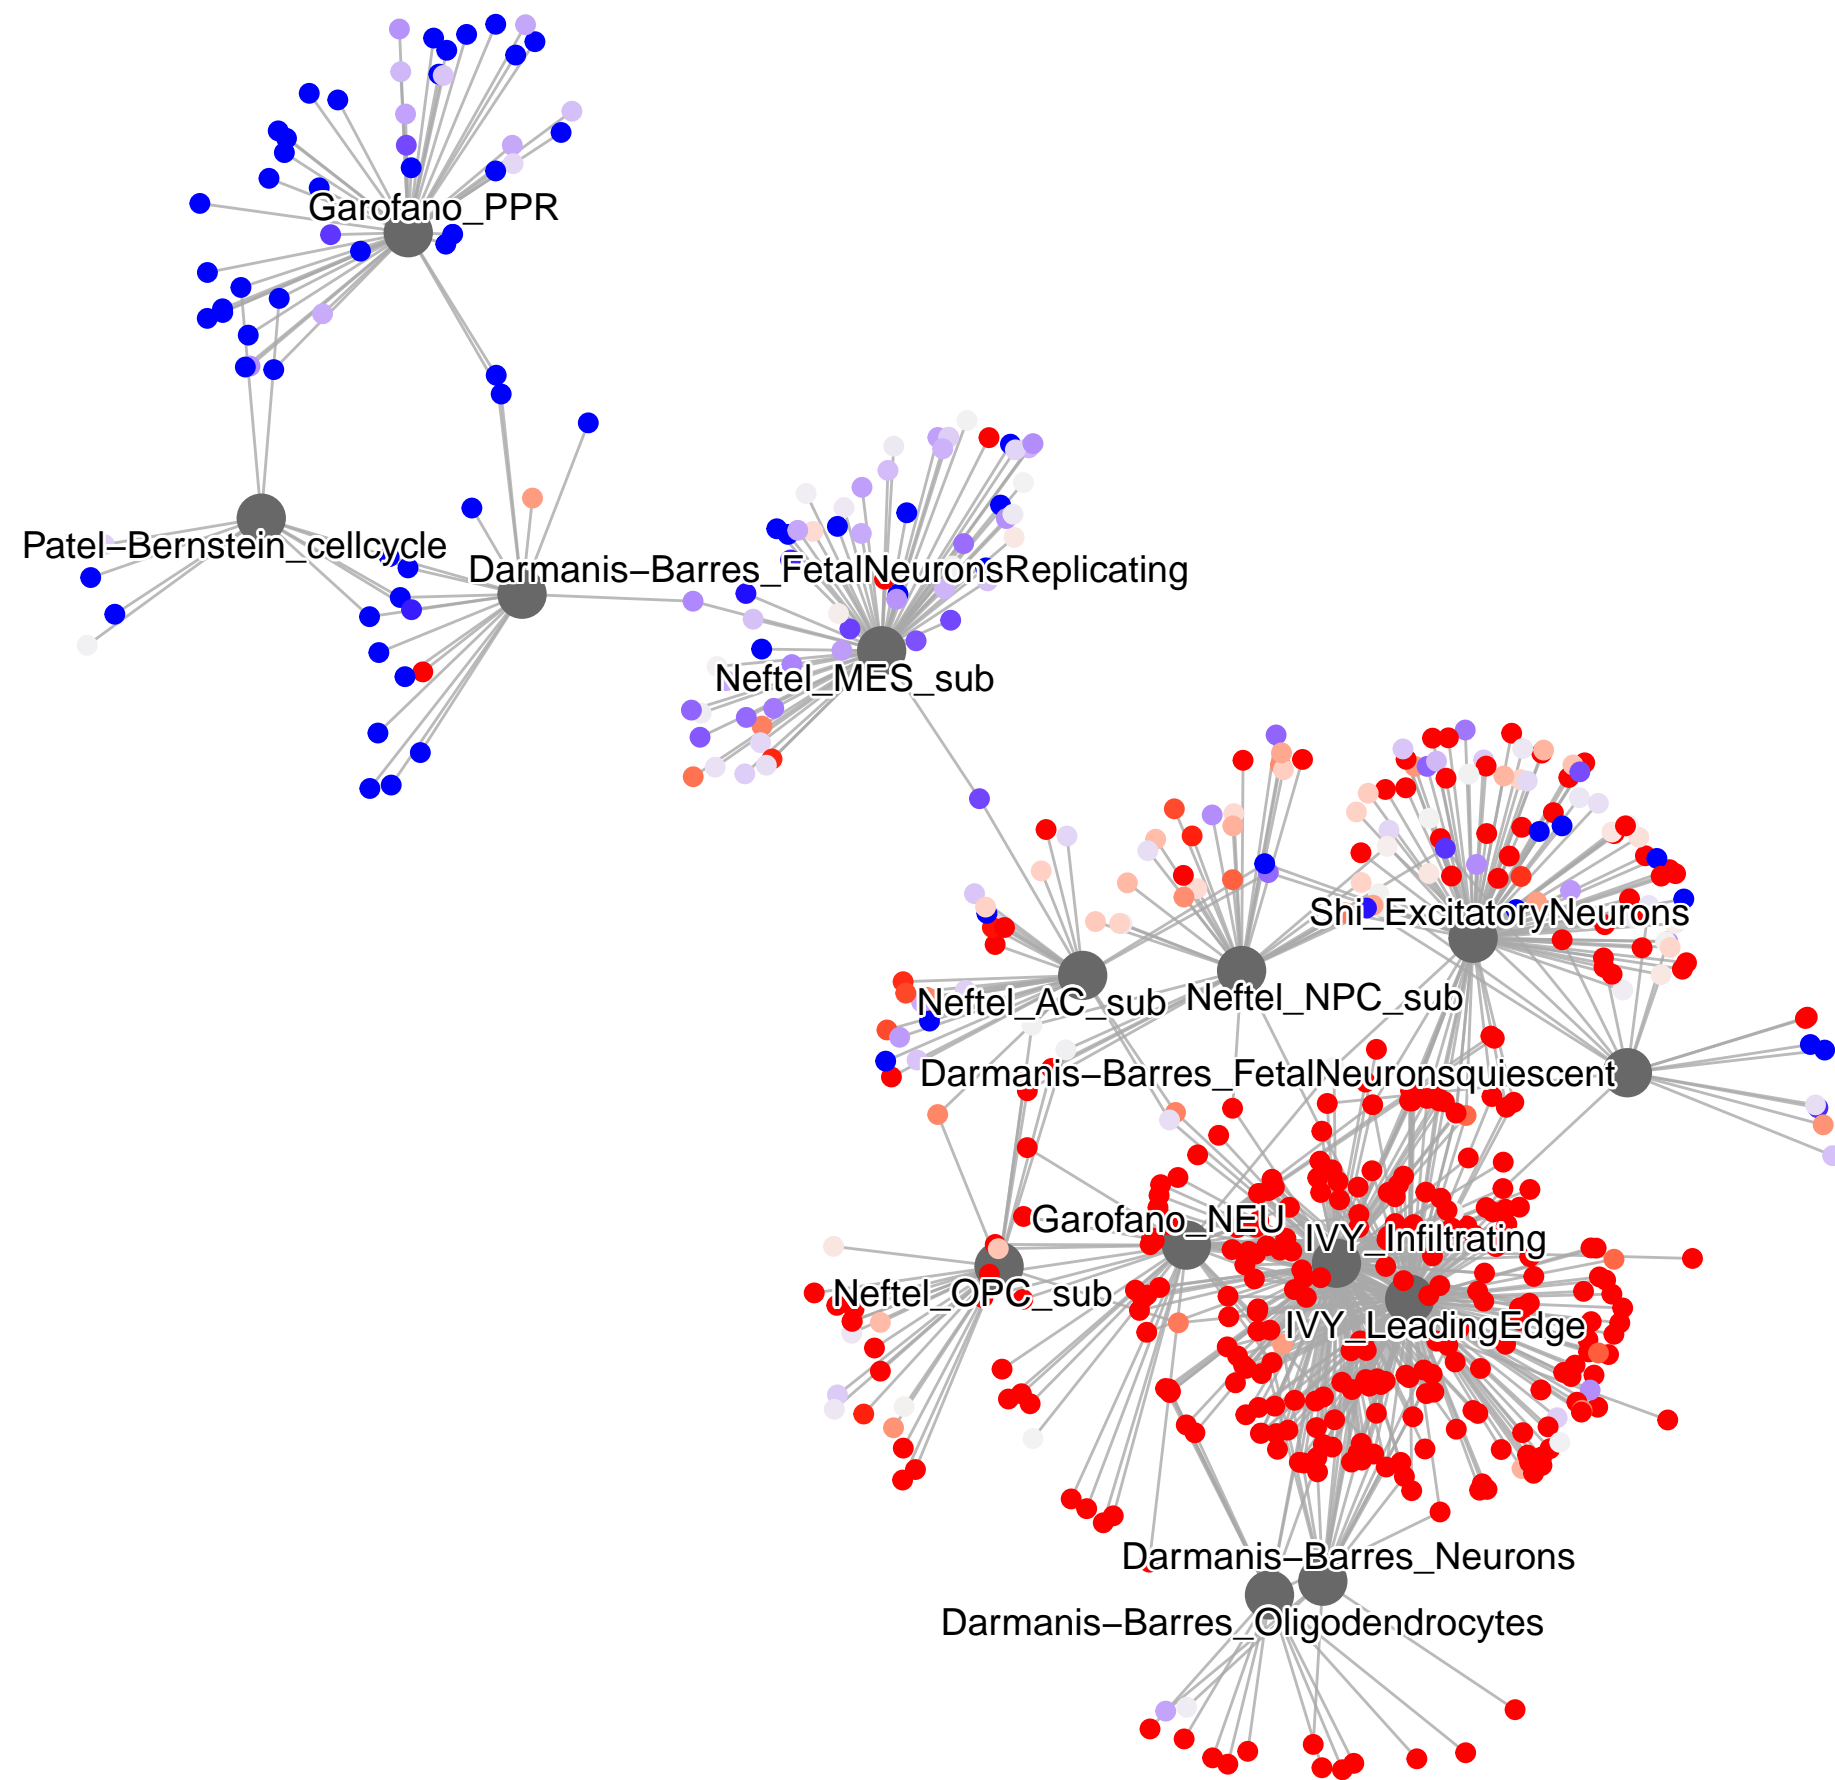 Garofano_PPR
Patel–Bernstein_cellcycle
Darmanis–Barres_FetalNeuronsReplicating
Neftel_MES_sub
Shi_ExcitatoryNeurons
Neftel_AC_sub
Neftel_NPC_sub
Darmanis–Barres_FetalNeuronsquiescent
Garofano_NEU
IVY_Infiltrating
Neftel_OPC_sub
IVY_LeadingEdge
Darmanis–Barres_Neurons
Darmanis–Barres_Oligodendrocytes